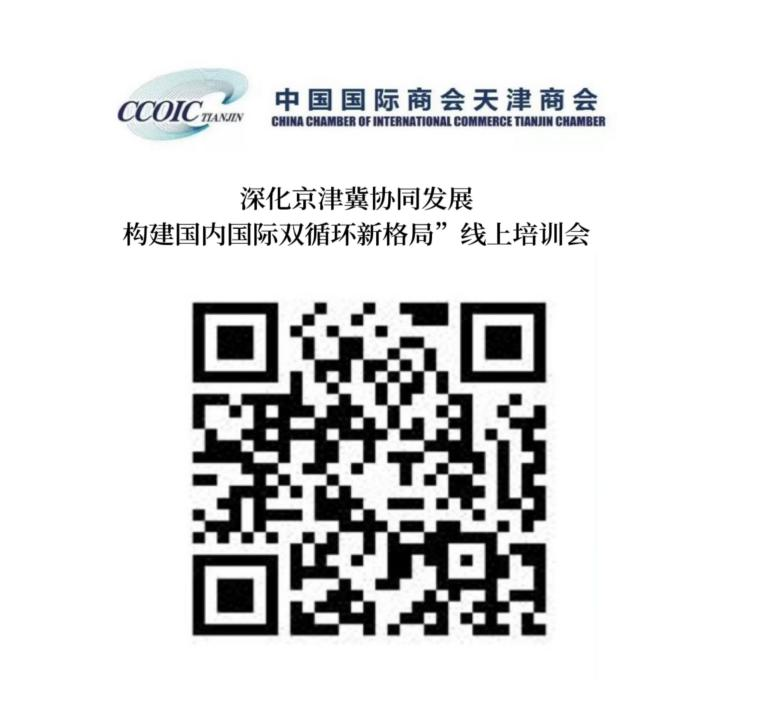 CCOIC TIANJIN
中国国际商会天津商会
CHINA CHAMBER OF INTERNATIONAL COMMERCE TIANJIN CHAMBER
深化京津冀协同发展
构建国内国际双循环新格局”线上培训会